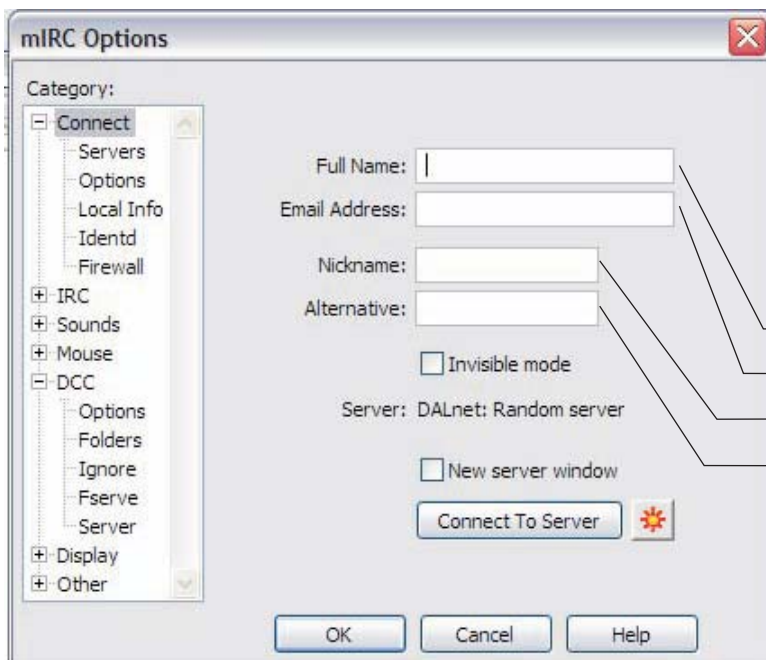 mIRC Options
Category:
Connect
Servers
Options
Local Info
Identd
Firewall
IRC
Sounds
Mouse
DCC
Options
Folders
Ignore
Fserve
Server
Display
Other
Full Name:
Email Address:
Nickname:
Alternative:
Invisible mode
Server: DALnet: Random server
New server window
Connect To Server
OK
Cancel
Help